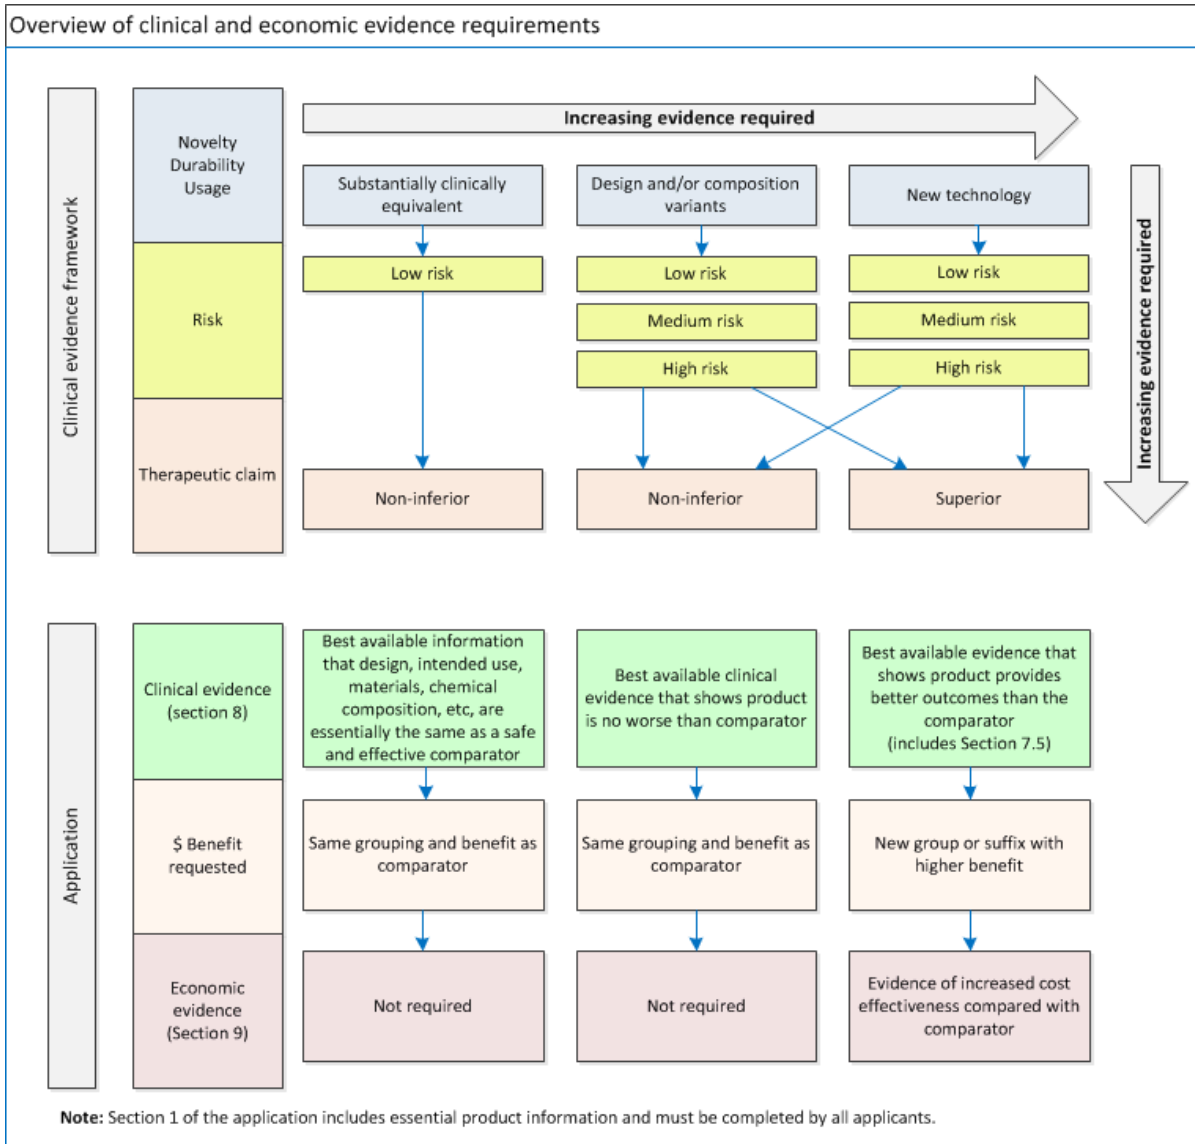 Overview of clinical and economic evidence requirements
Clinical evidence framework
Novelty
Durability
Usage
Increasing evidence required
Substantially clinically
equivalent
Design and/or composition
variants
New technology
Increasing evidence required
Risk
Low risk
Low risk
Medium risk
High risk
Low risk
Medium risk
High risk
Therapeutic claim
Non-inferior
Non-inferior
Superior
Application
Clinical evidence
(section 8)
Best available information
that design, intended use,
materials, chemical
composition, etc, are
essentially the same as a safe
and effective comparator
Best available clinical
evidence that shows product
is no worse than comparator
Best available evidence that
shows product provides
better outcomes than the
comparator
(includes Section 7.5)
$ Benefit
requested
Same grouping and benefit as
comparator
Same grouping and benefit as
comparator
New group or suffix with
higher benefit
Economic
evidence
(Section 9)
Not required
Not required
Evidence of increased cost
effectiveness compared with
comparator
Note: Section 1 of the application includes essential product information and must be completed by all applicants.